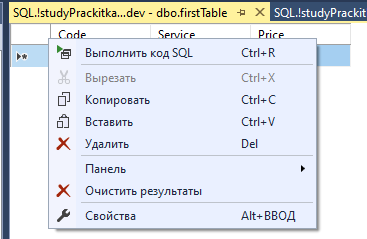 SQL.!studyPrackitka...dev - dbo.firstTable
SQL.!studyPrackit
Code Service Price
Выполнить код SQL Ctrl+R
Вырезать Ctrl+X
Копировать Ctrl+C
Вставить Ctrl+V
Удалить Del
Панель
Очистить результаты
Свойства Alt+ВВОД